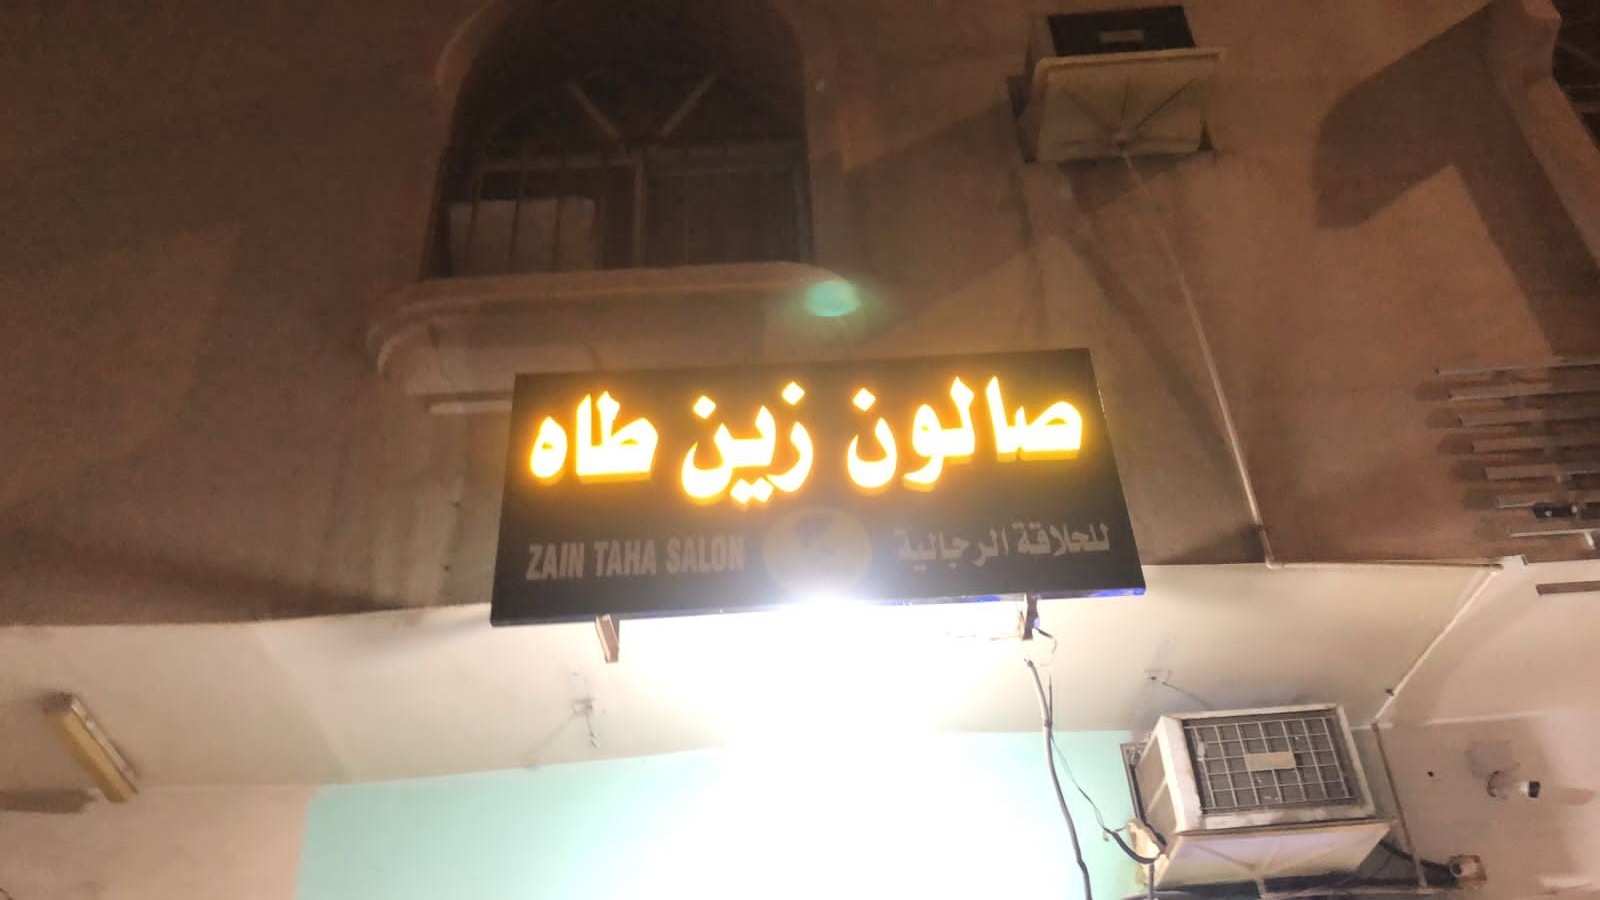 صالون زين طاه
للحلاقة الرجالية
ZAIN TAHA SALON